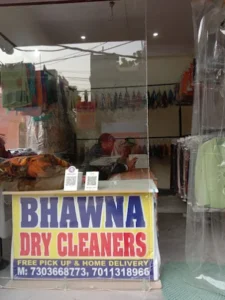 BHAWNA
DRY CLEANERS
FREE PICK UP & HOME DELIVERY
M: 7303668773, 7011318966